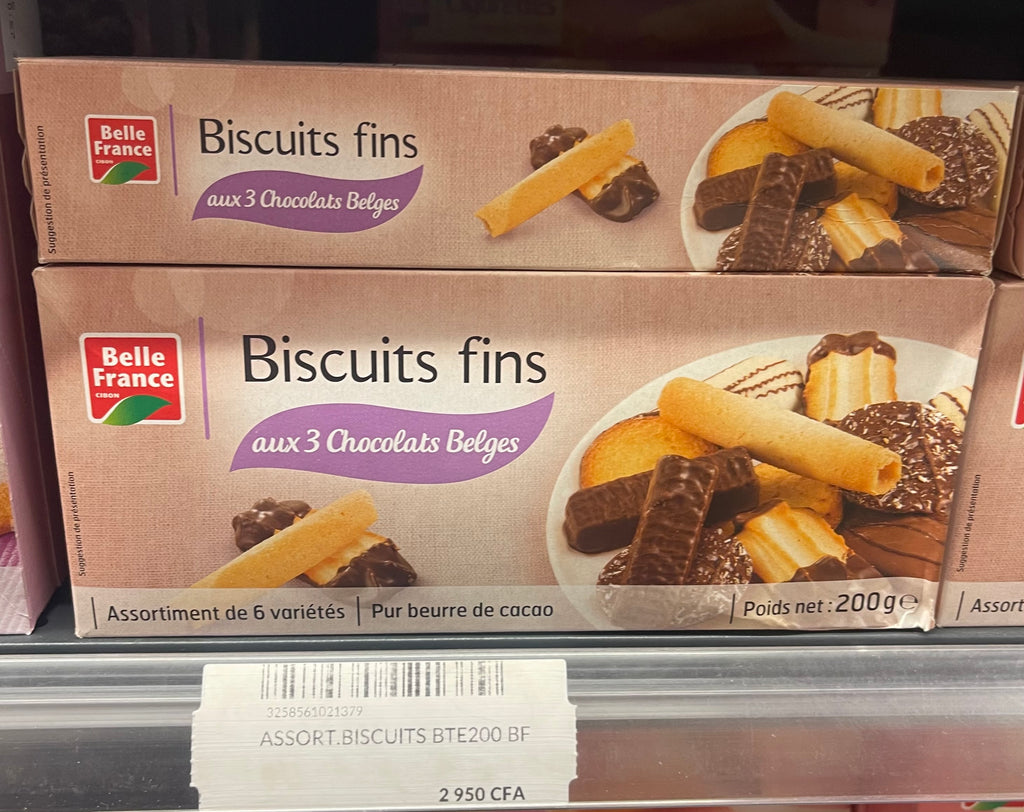 Belle
France
CIBON
Biscuits fins
aux 3 Chocolats Belges
Suggestion de présentation
Belle
France
CIBON
Biscuits fins
aux 3 Chocolats Belges
Suggestion de présentation
Assortiment de 6 variétés
Pur beurre de cacao
Poids net : 200g e
Suggestion de présentation
Assort
3258561021379
ASSORT.BISCUITS BTE200 BF
2 950 CFA